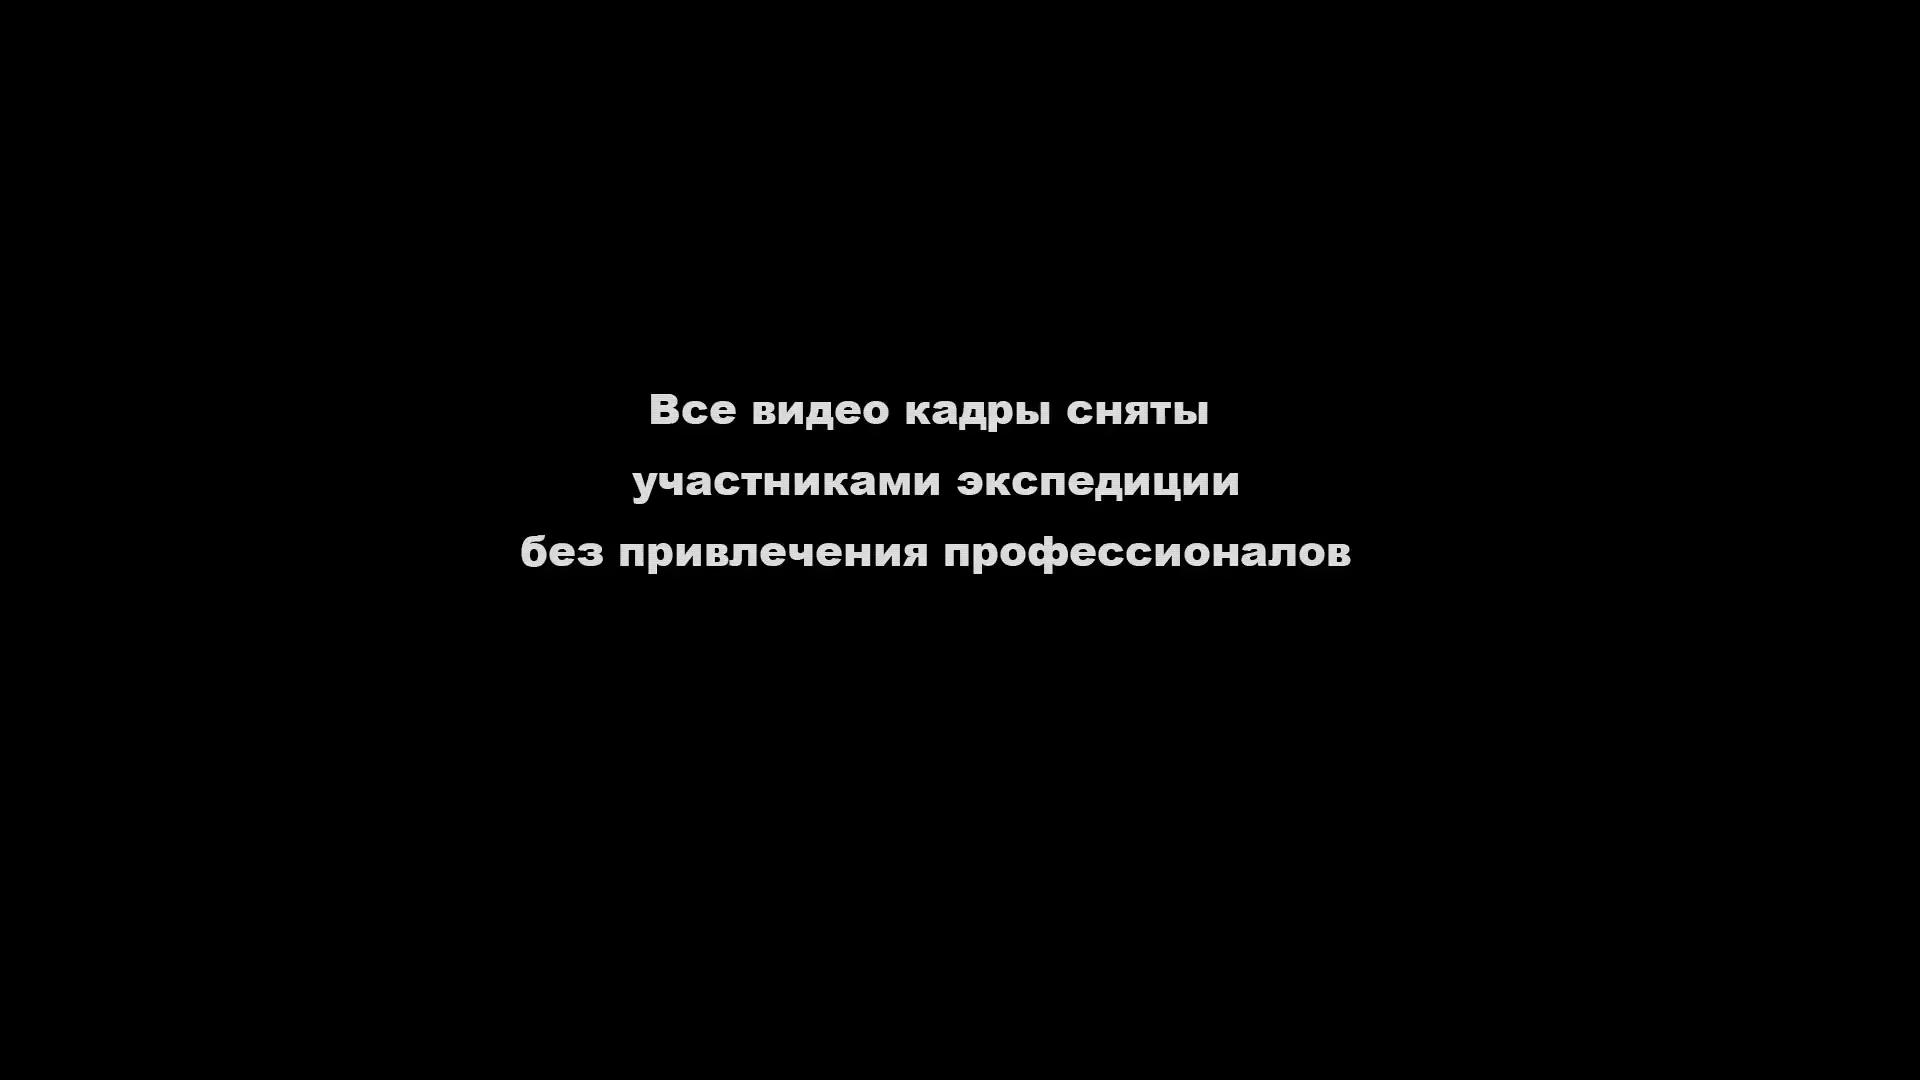 Все видео кадры сняты
участниками экспедиции
без привлечения профессионалов